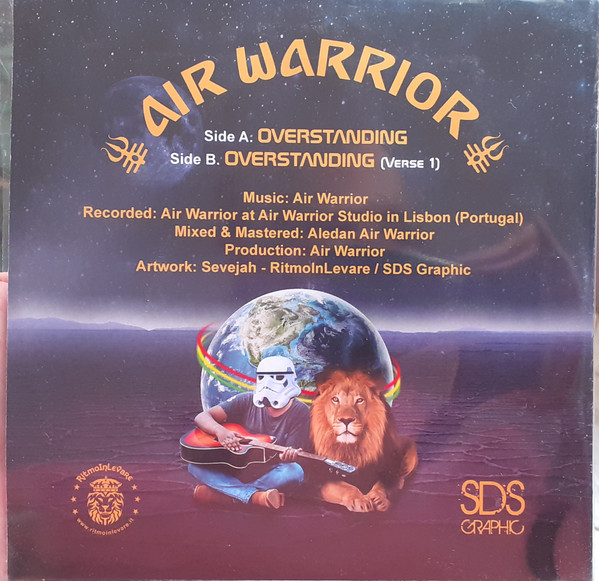 AIR WARRIOR
Side A: OVERSTANDING
Side B. OVERSTANDING (VERSE 1)
Music: Air Warrior
Recorded: Air Warrior at Air Warrior Studio in Lisbon (Portugal)
Mixed & Mastered: Aledan Air Warrior
Production: Air Warrior
Artwork: Sevejah - RitmoInLevare / SDS Graphic
RITMOINLEVARE
www.ritmoinlevare.it
SDS
GRAPHIC